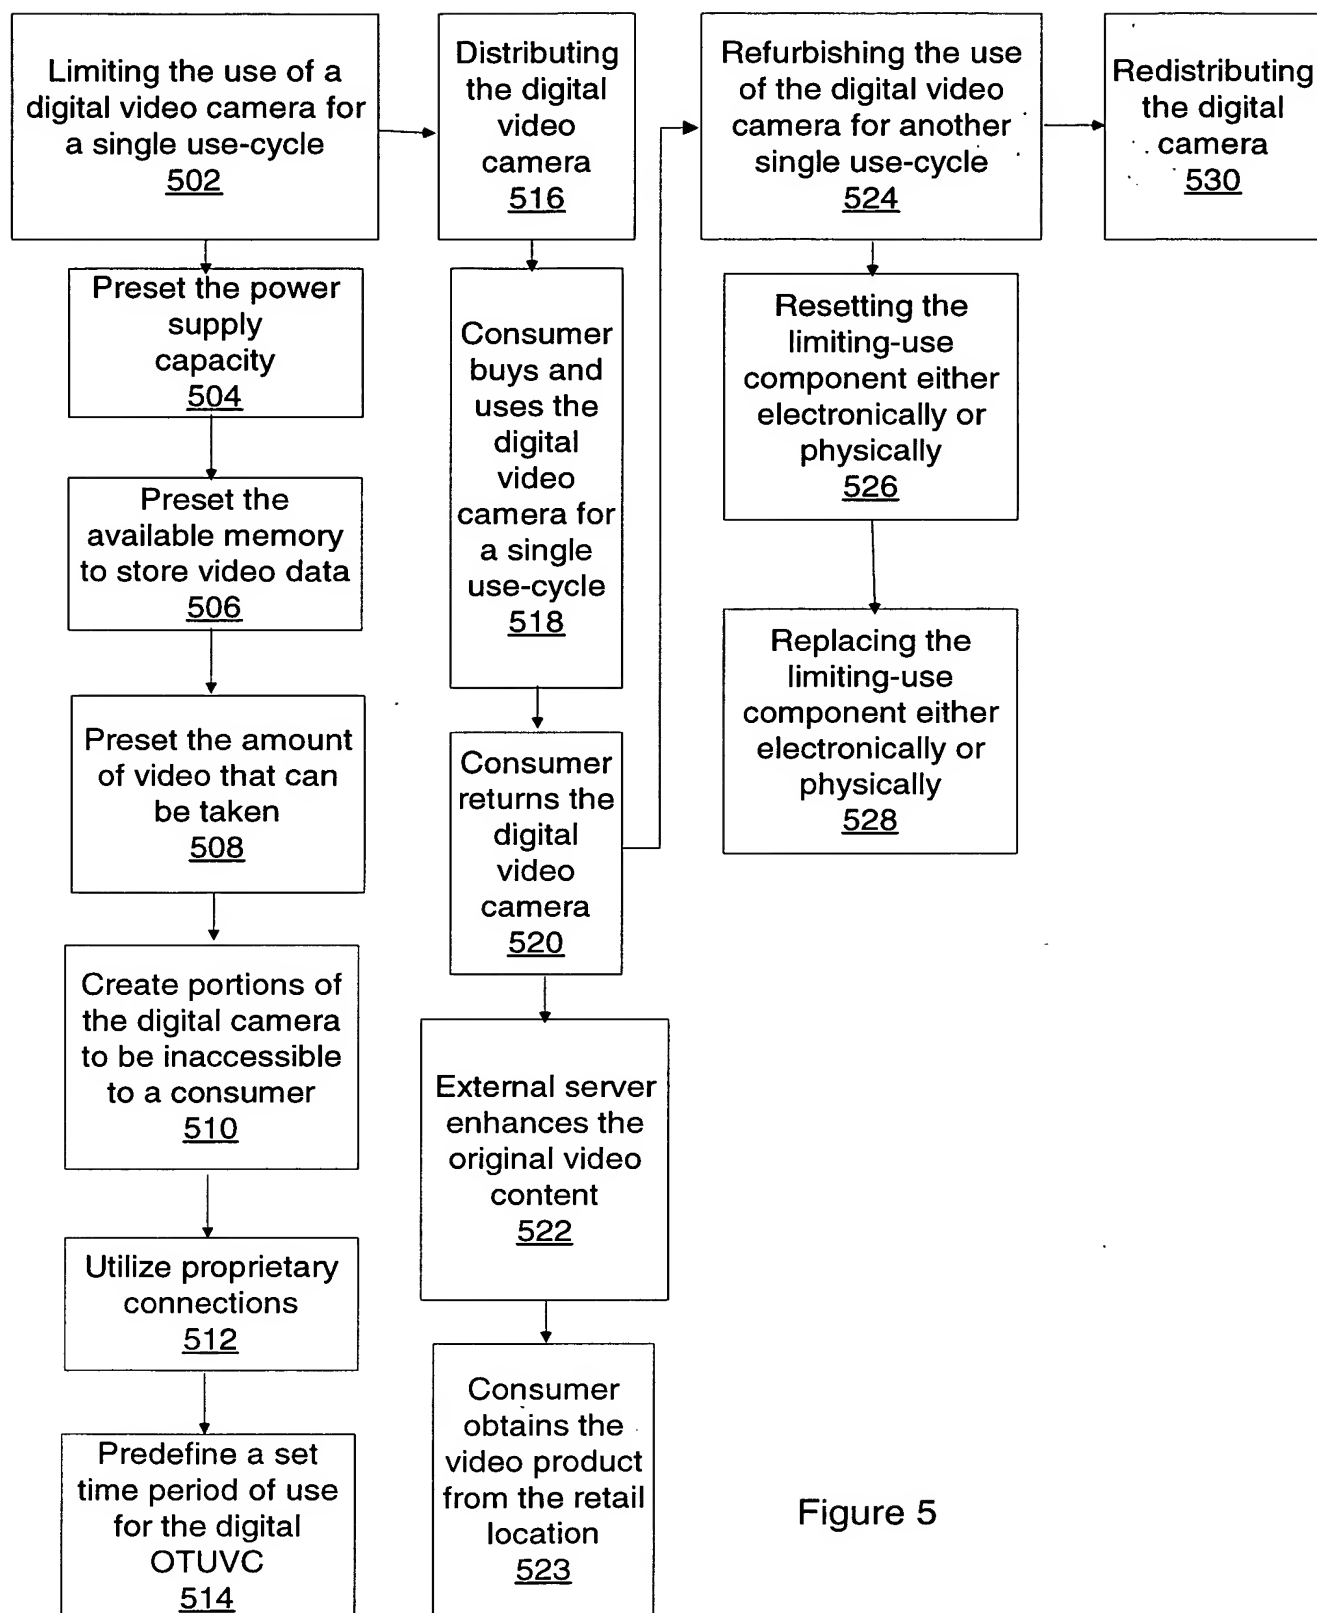 Limiting the use of a
digital video camera for
a single use-cycle
502
Preset the power
supply
capacity
504
Preset the
available memory
to store video data
506
Preset the amount
of video that can
be taken
508
Create portions of
the digital camera
to be inaccessible
to a consumer
510
Utilize proprietary
connections
512
Predefine a set
time period of use
for the digital
OTUVC
514
Distributing
the digital
video
camera
516
Consumer
buys and
uses the
digital
video
camera for
a single
use-cycle
518
Consumer
returns the
digital
video
camera
520
External server
enhances the
original video
content
522
Consumer
obtains the
video product
from the retail
location
523
Refurbishing the use
of the digital video
camera for another
single use-cycle
524
Resetting the
limiting-use
component either
electronically or
physically
526
Replacing the
limiting-use
component either
electronically or
physically
528
Redistributing
the digital
camera
530
Figure 5